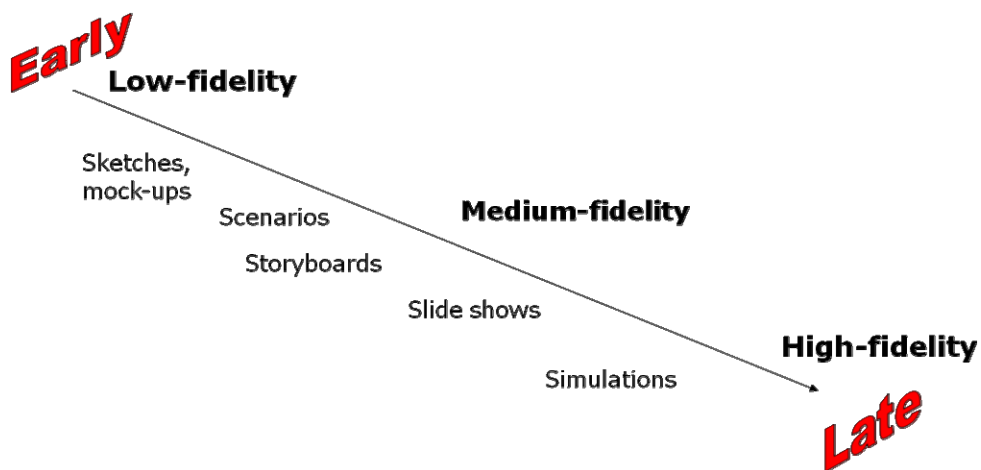 Early
Low-fidelity
Sketches,
mock-ups
Scenarios
Medium-fidelity
Storyboards
Slide shows
High-fidelity
Simulations
Late